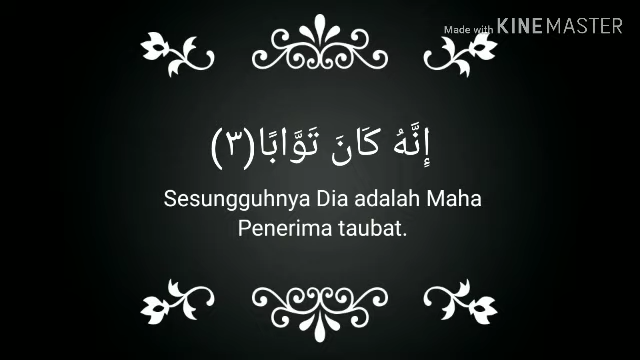 Made with KINEMASTER
إِنَّهُ كَانَ تَوَّابًا(٣)
Sesungguhnya Dia adalah Maha
Penerima taubat.